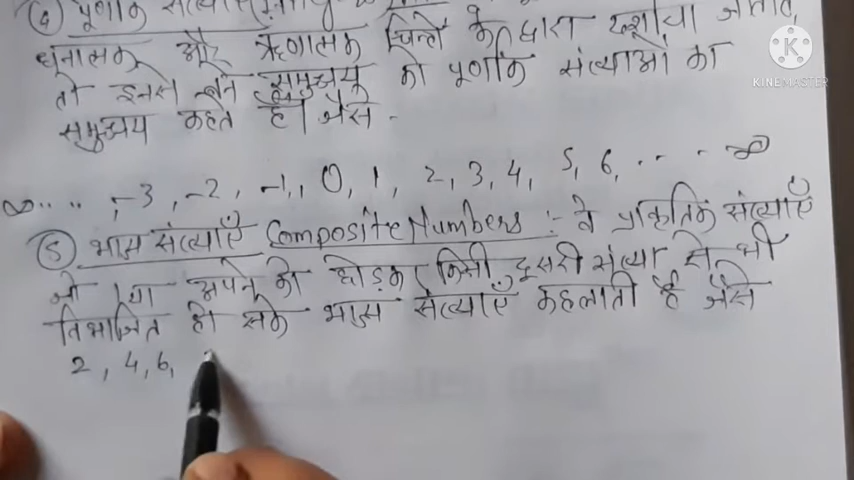 (4) पूर्णांक संख्याएँ
धनात्मक और ऋणात्मक चिन्हों के द्वारा दर्शाया जाता
तो इनसे बने समुच्चय को पूर्णांक संख्याओं का
समुच्चय कहते हैं। जैसे -
∞.. .. , -3, -2, -1, 0, 1, 2, 3, 4, 5, 6, .. .. ∞
(5) भाज्य संख्याएँ Composite Numbers :- वे प्राकृतिक संख्याएँ
जो अपने को छोड़कर किसी दूसरी संख्या से भी
विभाजित हो सके भाज्य संख्याएँ कहलाती है जैसे
2, 4, 6,
KINEMASTER